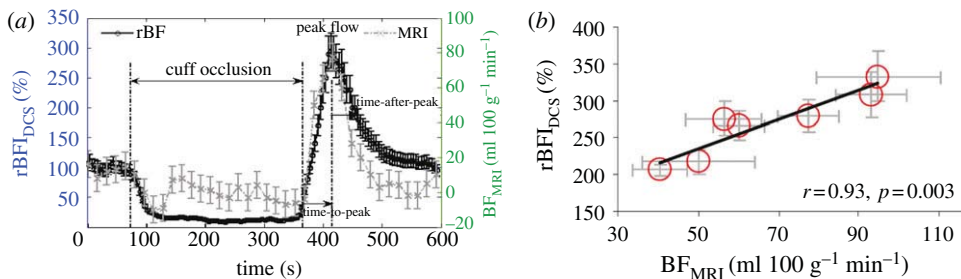 (a)
350
300
250
200
150
100
50
rBFI_DCS (%)
rBF
peak flow
MRI
cuff occlusion
time-after-peak
time-to-peak
100
80
60
40
20
0
−20
BF_MRI (ml 100 g⁻¹ min⁻¹)
0 100 200 300 400 500 600
time (s)
(b)
400
350
300
250
200
150
rBFI_DCS (%)
r=0.93, p=0.003
30 50 70 90 110
BF_MRI (ml 100 g⁻¹ min⁻¹)